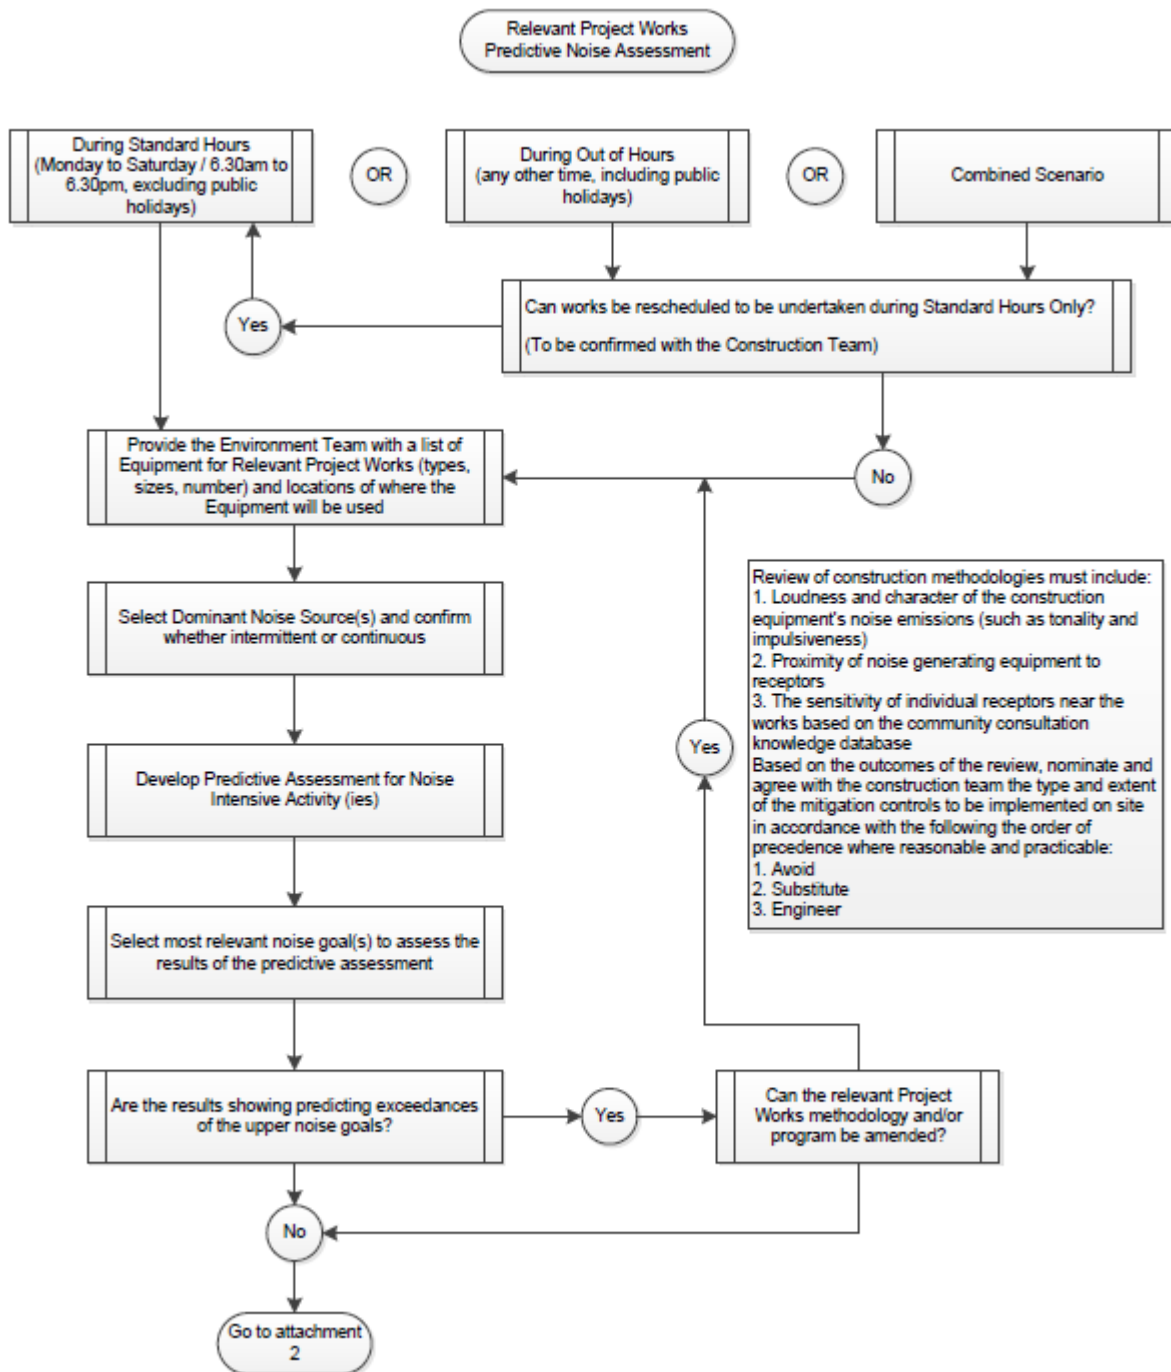 Relevant Project Works
Predictive Noise Assessment
During Standard Hours
(Monday to Saturday / 6.30am to
6.30pm, excluding public
holidays)
OR
During Out of Hours
(any other time, including public
holidays)
OR
Combined Scenario
Can works be rescheduled to be undertaken during Standard Hours Only?
(To be confirmed with the Construction Team)
Yes
Provide the Environment Team with a list of
Equipment for Relevant Project Works (types,
sizes, number) and locations of where the
Equipment will be used
No
Select Dominant Noise Source(s) and confirm
whether intermittent or continuous
Review of construction methodologies must include:
1. Loudness and character of the construction
equipment's noise emissions (such as tonality and
impulsiveness)
2. Proximity of noise generating equipment to
receptors
3. The sensitivity of individual receptors near the
works based on the community consultation
knowledge database
Based on the outcomes of the review, nominate and
agree with the construction team the type and extent
of the mitigation controls to be implemented on site
in accordance with the following the order of
precedence where reasonable and practicable:
1. Avoid
2. Substitute
3. Engineer
Yes
Develop Predictive Assessment for Noise
Intensive Activity (ies)
Select most relevant noise goal(s) to assess the
results of the predictive assessment
Are the results showing predicting exceedances
of the upper noise goals?
Yes
Can the relevant Project
Works methodology and/or
program be amended?
No
Go to attachment
2